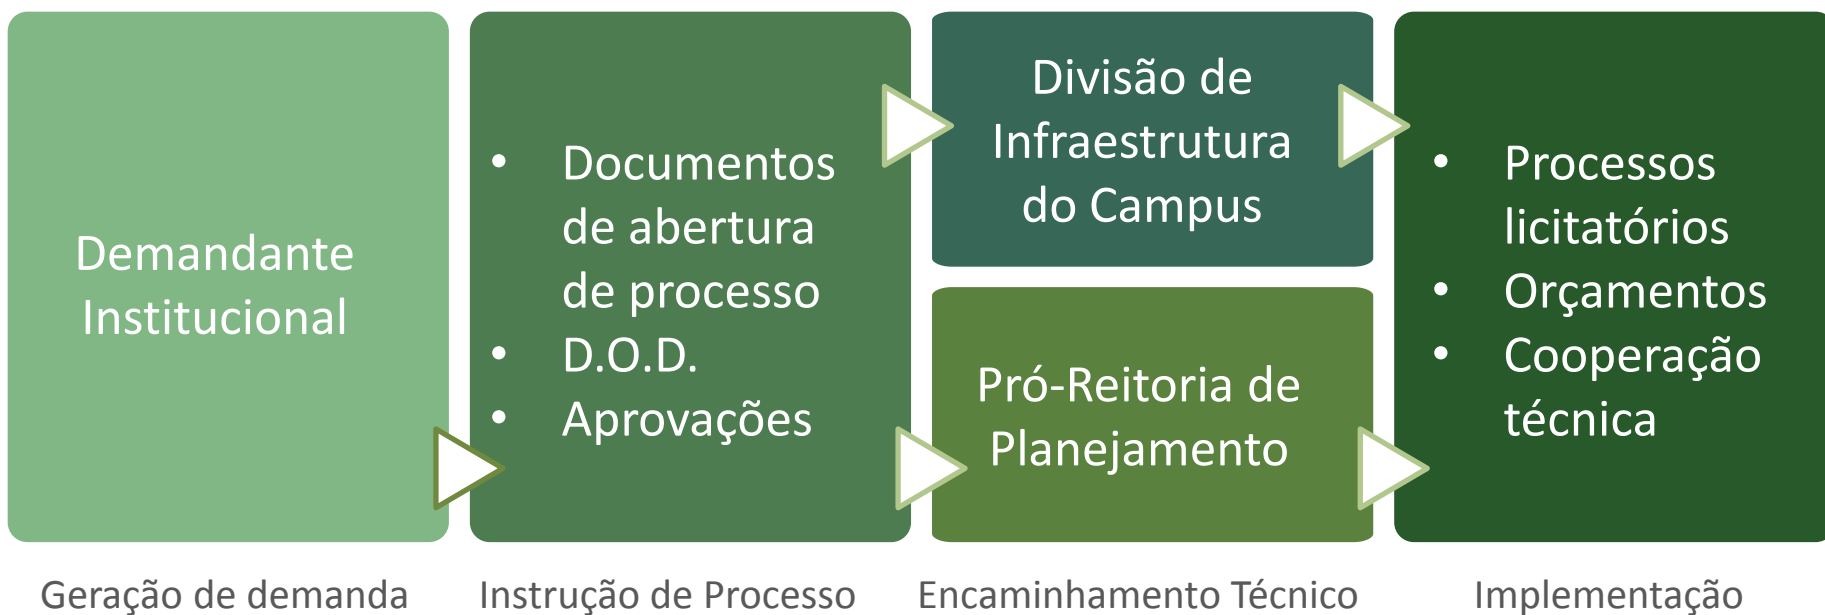 Demandante
Institucional
• Documentos
de abertura
de processo
• D.O.D.
• Aprovações
Divisão de
Infraestrutura
do Campus
Pró-Reitoria de
Planejamento
• Processos
licitatórios
• Orçamentos
• Cooperação
técnica
Geração de demanda
Instrução de Processo
Encaminhamento Técnico
Implementação